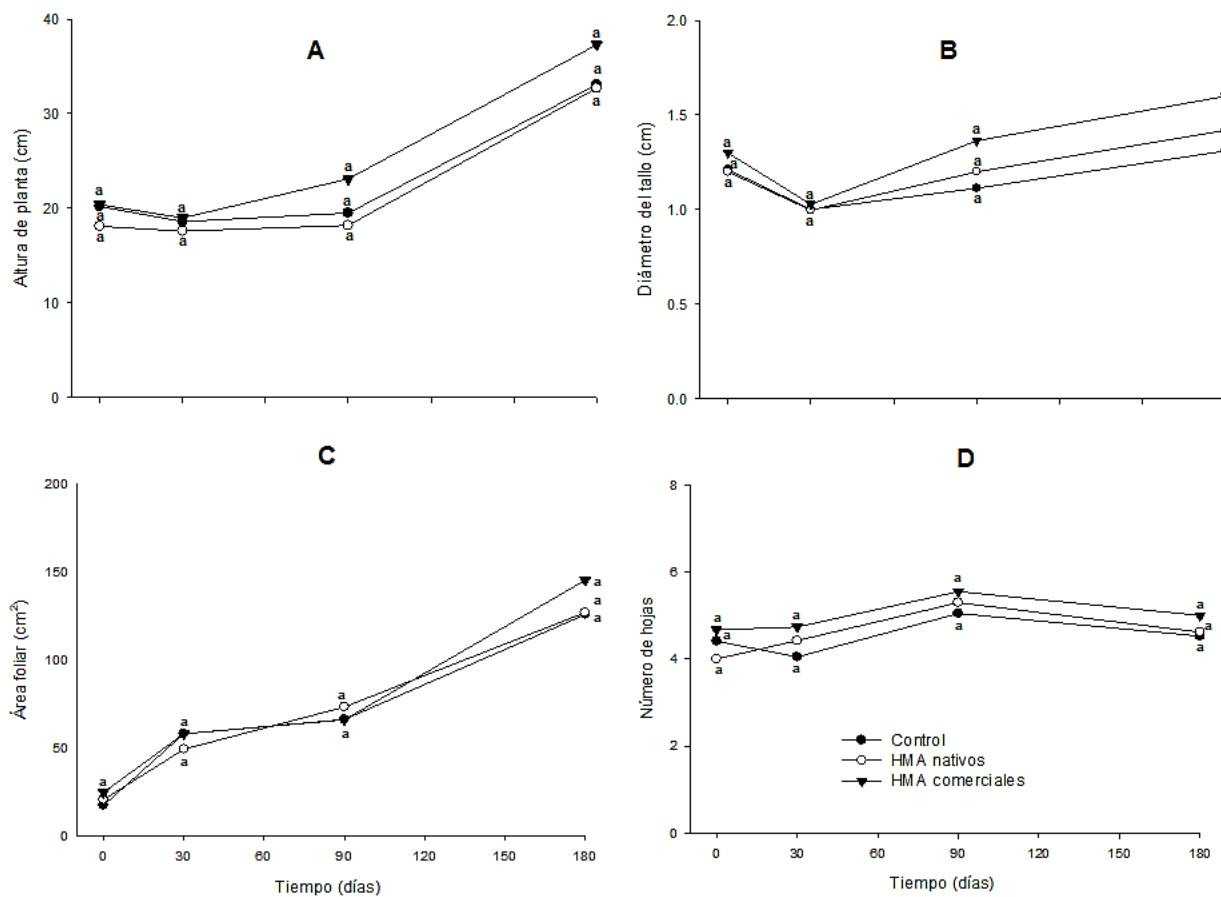 A
Altura de planta (cm)
40
30
20
10
0
a
a
a
a
a
a
a
a
a
a
a
B
Diámetro del tallo (cm)
2.0
1.5
1.0
0.5
0.0
a
a
a
a
a
a
a
a
C
Área foliar (cm²)
200
150
100
50
0
a
a
a
a
a
a
a
a
0 30 60 90 120 150 180
Tiempo (días)
D
Número de hojas
8
6
4
2
0
a
a
a
a
a
a
a
a
a
a
Control
HMA nativos
HMA comerciales
0 30 60 90 120 150 180
Tiempo (días)